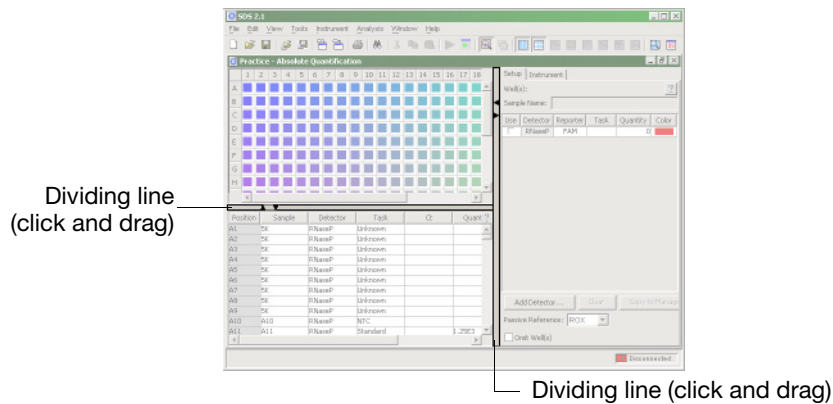 SDS 2.1
File Edit View Tools Instrument Analysis Window Help
Practice - Absolute Quantification
1 2 3 4 5 6 7 8 9 10 11 12 13 14 15 16 17 18
A
B
C
D
E
F
G
H
Setup Instrument
Well(s): ?
Sample Name:
Use Detector Reporter Task Quantity Color
RNaseP FAM 0
Dividing line
(click and drag)
Position Sample Detector Task Ct Quant ?
A1 5K RNaseP Unknown
A2 5K RNaseP Unknown
A3 5K RNaseP Unknown
A4 5K RNaseP Unknown
A5 5K RNaseP Unknown
A6 5K RNaseP Unknown
A7 5K RNaseP Unknown
A8 5K RNaseP Unknown
A9 5K RNaseP Unknown
A10 A10 RNaseP NTC
A11 A11 RNaseP Standard 1.25E3
Add Detector... Clear Copy to Manage
Passive Reference: ROX
Omit Well(s)
Disconnected
Dividing line (click and drag)